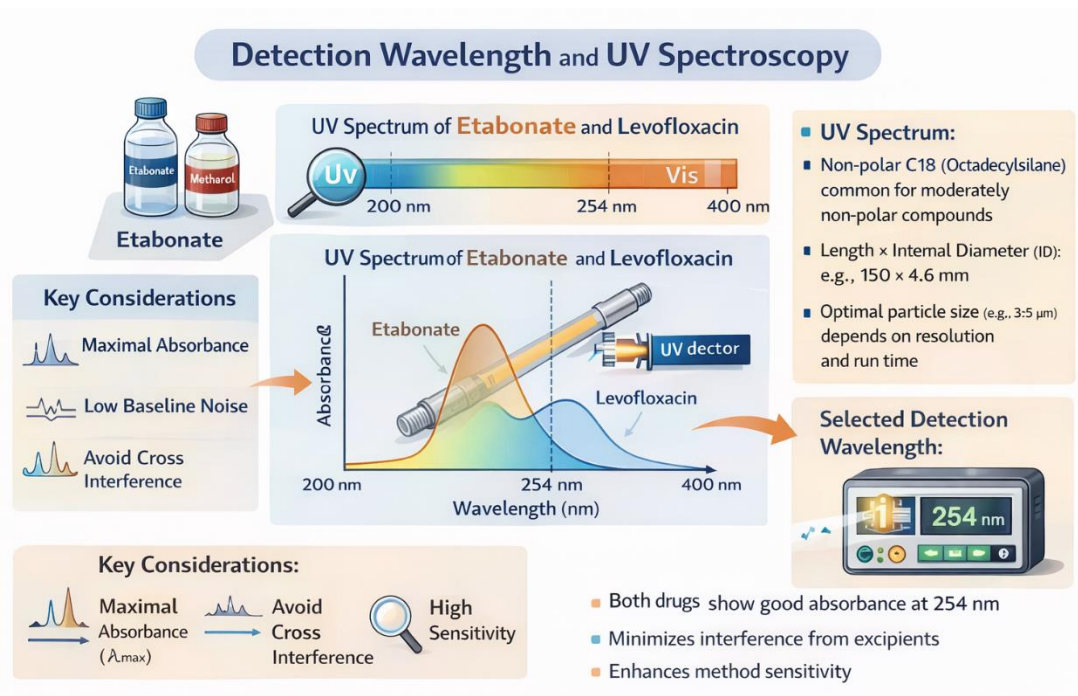 Detection Wavelength and UV Spectroscopy
Etabonate
Metharol
Etabonate
UV Spectrum of Etabonate and Levofloxacin
Uv
Vis
200 nm
254 nm
400 nm
UV Spectrum:
Non-polar C18 (Octadecylsilane)
common for moderately
non-polar compounds
Length × Internal Diameter (ID):
e.g., 150 × 4.6 mm
Optimal particle size (e.g., 3:5 µm)
depends on resolution
and run time
Key Considerations
Maximal Absorbance
Low Baseline Noise
Avoid Cross
Interference
UV Spectrum of Etabonate and Levofloxacin
Etabonate
UV dector
Levofloxacin
200 nm
254 nm
400 nm
Wavelength (nm)
Selected Detection
Wavelength:
254 nm
Key Considerations:
Maximal
Absorbance
(λmax)
Avoid
Cross
Interference
High
Sensitivity
Both drugs show good absorbance at 254 nm
Minimizes interference from excipients
Enhances method sensitivity